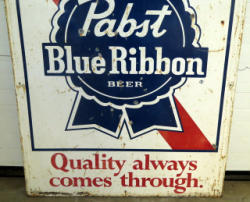 Pabst
Blue Ribbon
BEER
Quality always
comes through.